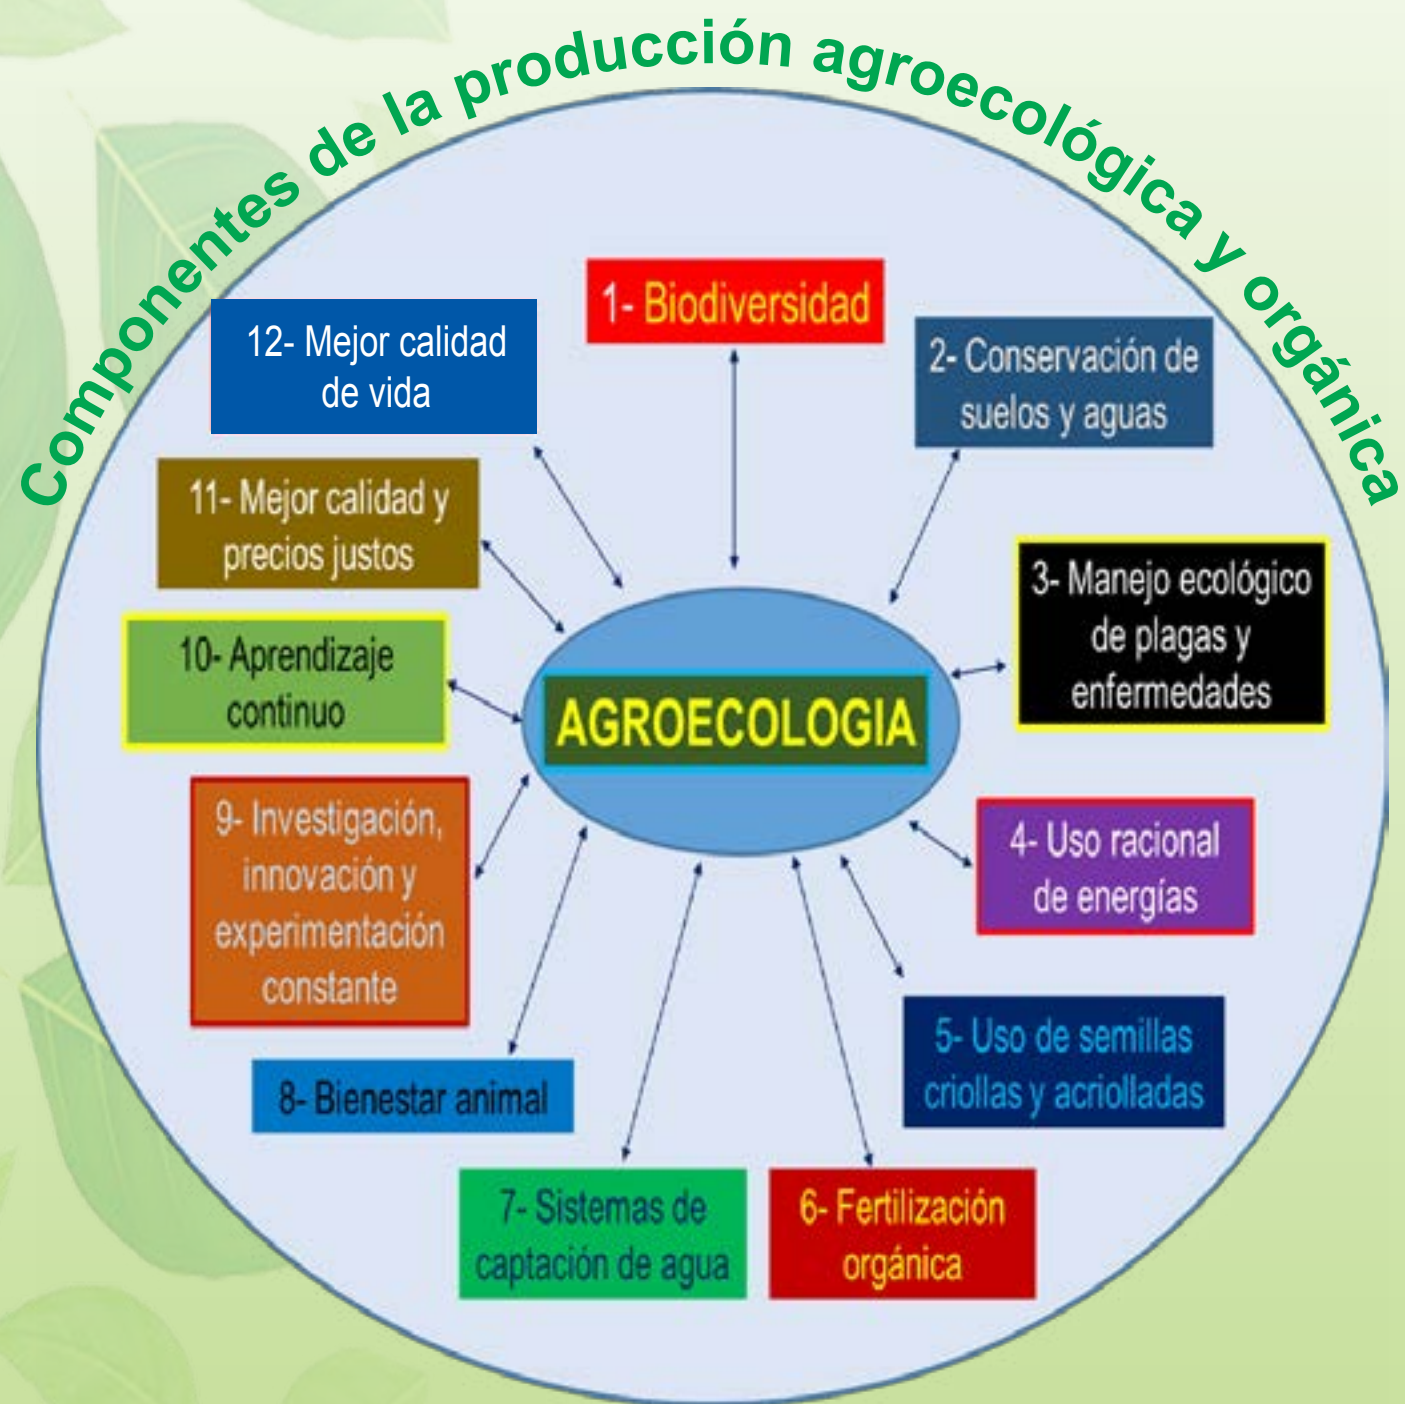 Componentes de la producción agroecológica y orgánica
1- Biodiversidad
2- Conservación de
suelos y aguas
3- Manejo ecológico
de plagas y
enfermedades
4- Uso racional
de energías
5- Uso de semillas
criollas y acriolladas
6- Fertilización
orgánica
7- Sistemas de
captación de agua
8- Bienestar animal
9- Investigación,
innovación y
experimentación
constante
10- Aprendizaje
continuo
11- Mejor calidad y
precios justos
12- Mejor calidad
de vida
AGROECOLOGIA